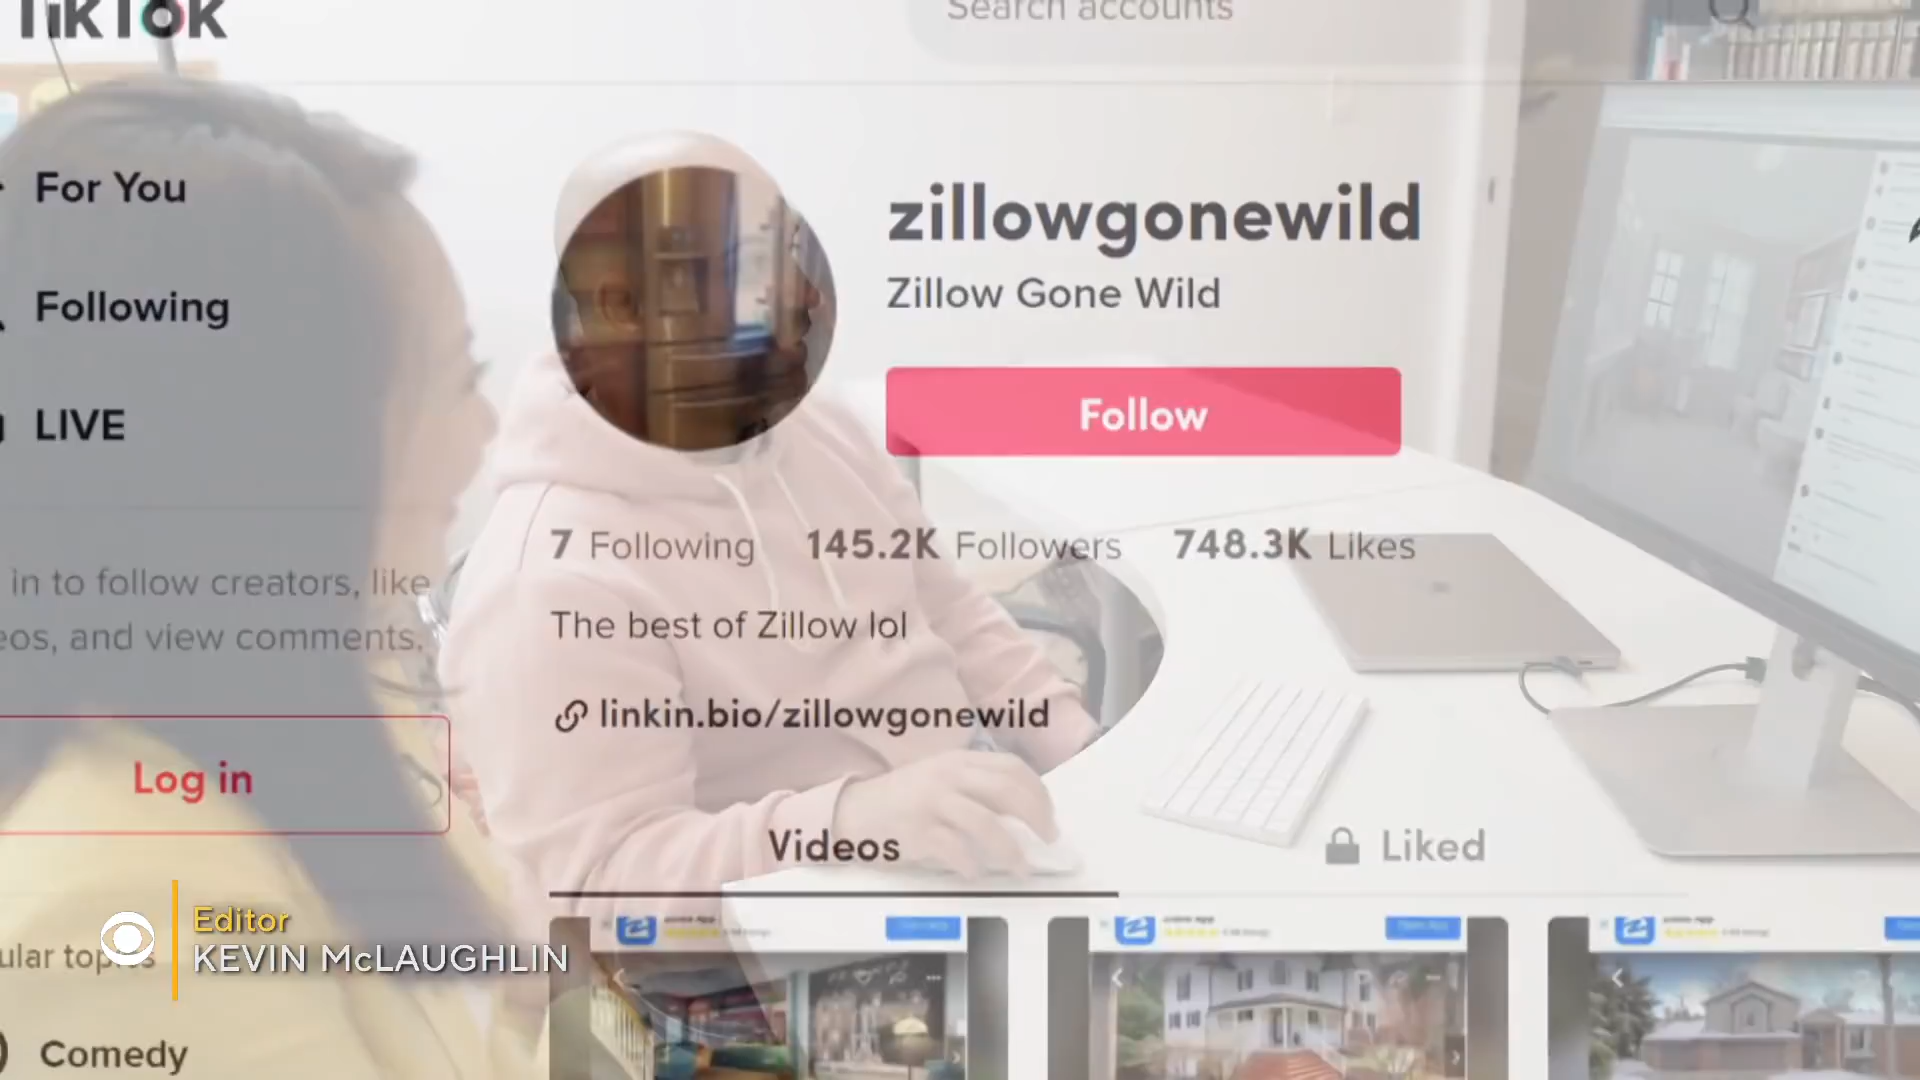 TikTok
Search accounts
For You
zillowgonewild
Zillow Gone Wild
Following
Follow
LIVE
7 Following 145.2K Followers 748.3K Likes
in to follow creators, like
The best of Zillow lol
eos, and view comments.
linkin.bio/zillowgonewild
Log in
Videos
Liked
Editor
KEVIN McLAUGHLIN
ular topics
Comedy